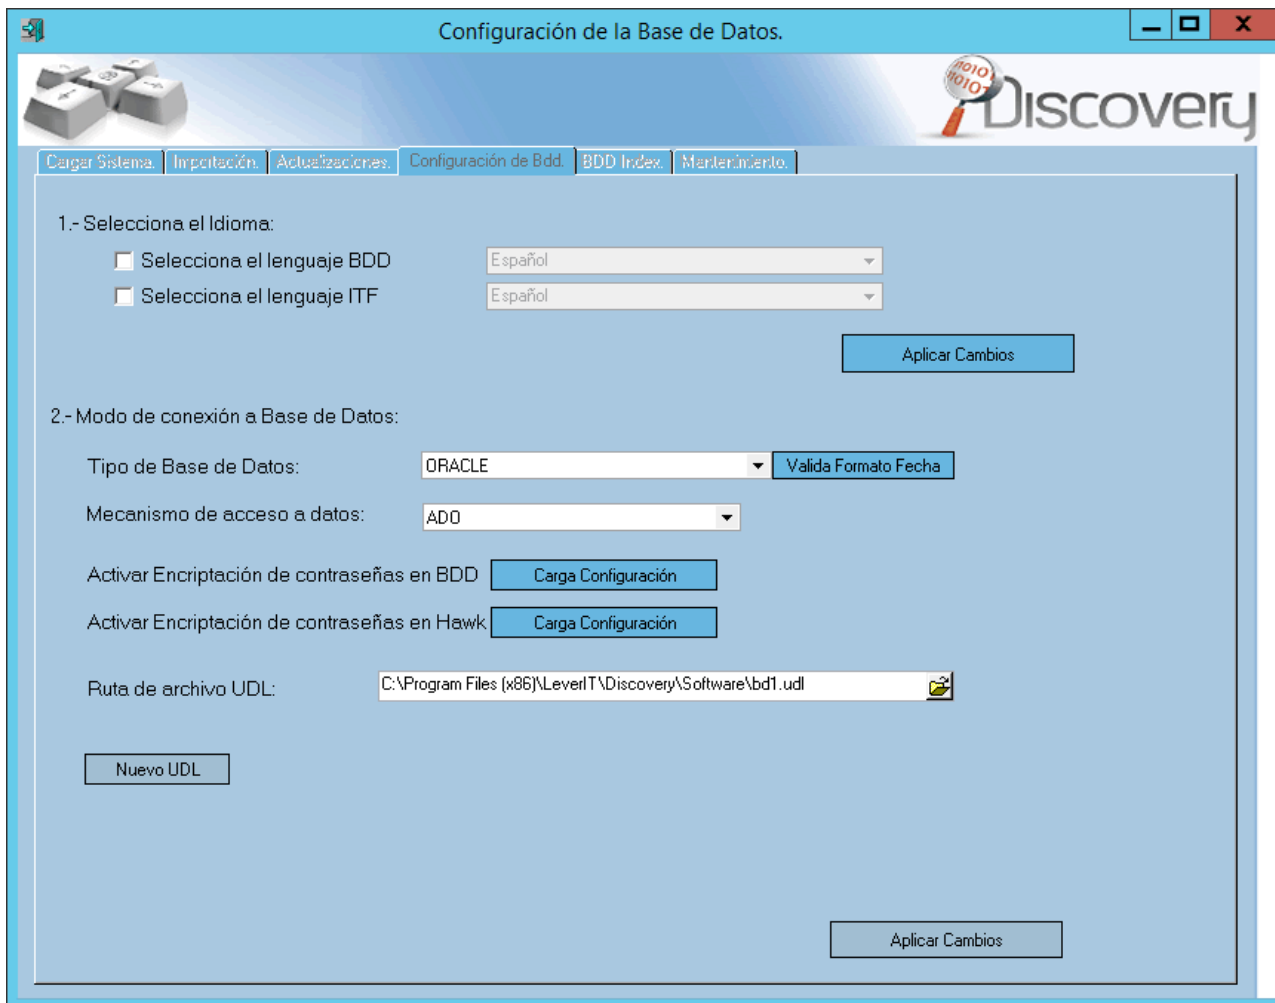 Configuración de la Base de Datos.
11010
11010
Discovery
Cargar Sistema. Importación. Actualizaciones. Configuración de Bdd. BDD Index. Mantenimiento.
1.- Selecciona el Idioma:
Selecciona el lenguaje BDD Español
Selecciona el lenguaje ITF Español
Aplicar Cambios
2.- Modo de conexión a Base de Datos:
Tipo de Base de Datos: ORACLE Valida Formato Fecha
Mecanismo de acceso a datos: ADO
Activar Encriptación de contraseñas en BDD Carga Configuración
Activar Encriptación de contraseñas en Hawk Carga Configuración
Ruta de archivo UDL: C:\Program Files (x86)\LeverIT\Discovery\Software\bd1.udl
Nuevo UDL
Aplicar Cambios